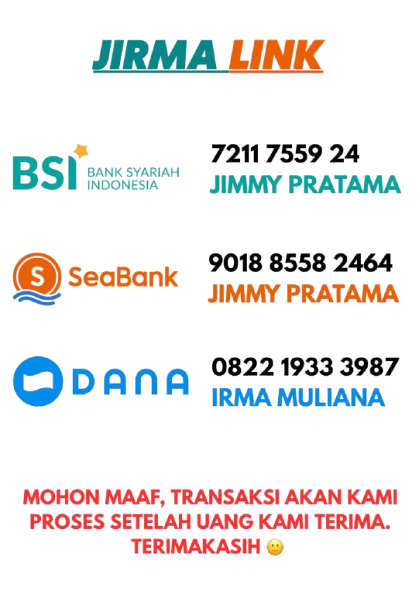 JIRMA LINK
BSI BANK SYARIAH
INDONESIA
7211 7559 24
JIMMY PRATAMA
S SeaBank
9018 8558 2464
JIMMY PRATAMA
DANA
0822 1933 3987
IRMA MULIANA
MOHON MAAF, TRANSAKSI AKAN KAMI
PROSES SETELAH UANG KAMI TERIMA.
TERIMAKASIH 🙂